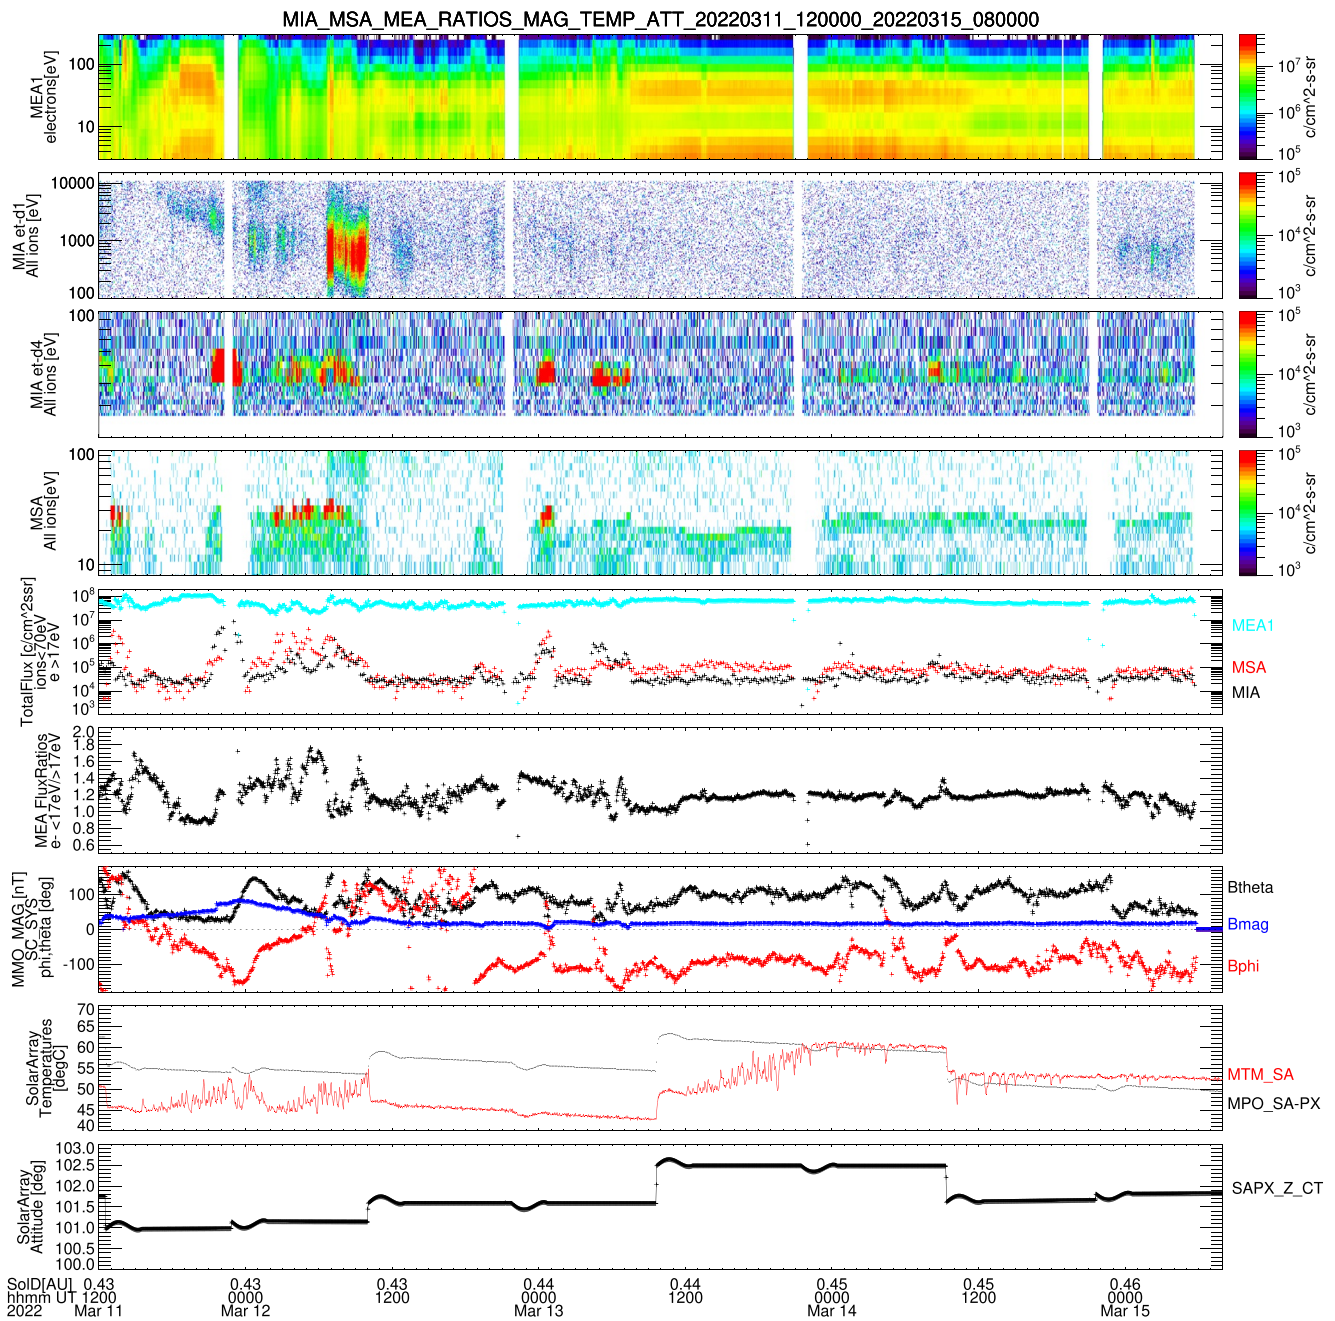 MIA_MSA_MEA_RATIOS_MAG_TEMP_ATT_20220311_120000_20220315_080000
MEA1
electrons[eV]
100
10
10^7
10^6
10^5
c/cm^2-s-sr
MIA et-d1
All ions [eV]
10000
1000
100
10^5
10^4
10^3
c/cm^2-s-sr
MIA et-d4
All ions [eV]
100
10^5
10^4
10^3
c/cm^2-s-sr
MSA
All ions[eV]
100
10
10^5
10^4
10^3
c/cm^2-s-sr
TotalFlux [c/cm^2ssr]
ions<70eV
e >17eV
10^8
10^7
10^6
10^5
10^4
10^3
MEA1
MSA
MIA
MEA FluxRatios
e- <17eV/>17eV
2.0
1.8
1.6
1.4
1.2
1.0
0.8
0.6
MMO_MAG [nT]
SC_SYS
phi,theta [deg]
100
0
-100
Btheta
Bmag
Bphi
SolarArray
Temperatures
[degC]
70
65
60
55
50
45
40
MTM_SA
MPO_SA-PX
SolarArray
Attitude [deg]
103.0
102.5
102.0
101.5
101.0
100.5
100.0
SAPX_Z_CT
SolD[AU] 0.43 0.43 0.43 0.44 0.44 0.45 0.45 0.46
hhmm UT 1200 0000 1200 0000 1200 0000 1200 0000
2022 Mar 11 Mar 12 Mar 13 Mar 14 Mar 15